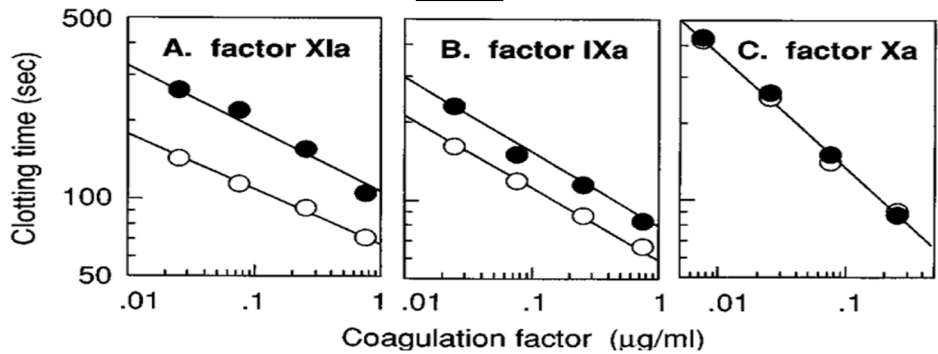 500
100
50
Clotting time (sec)
A. factor XIa
B. factor IXa
C. factor Xa
.01 .1 1 .01 .1 1 .01 .1
Coagulation factor (μg/ml)